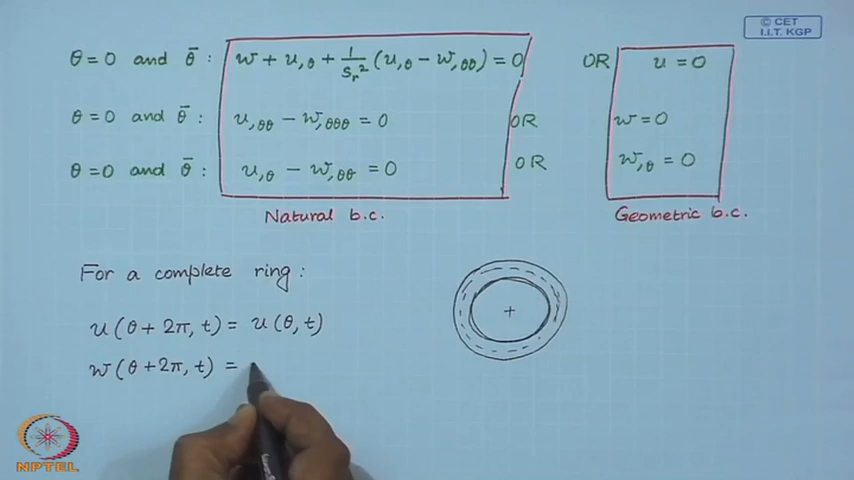 © CET
I.I.T. KGP
θ=0 and θ̄ : w + u,θ + 1/Sr² (u,θ − w,θθ) = 0 OR u = 0
θ=0 and θ̄ : u,θθ − w,θθθ = 0 OR w = 0
θ=0 and θ̄ : u,θ − w,θθ = 0 OR w,θ = 0
Natural b.c. Geometric b.c.
For a complete ring :
u(θ + 2π, t) = u(θ, t)
w(θ + 2π, t) =
NPTEL